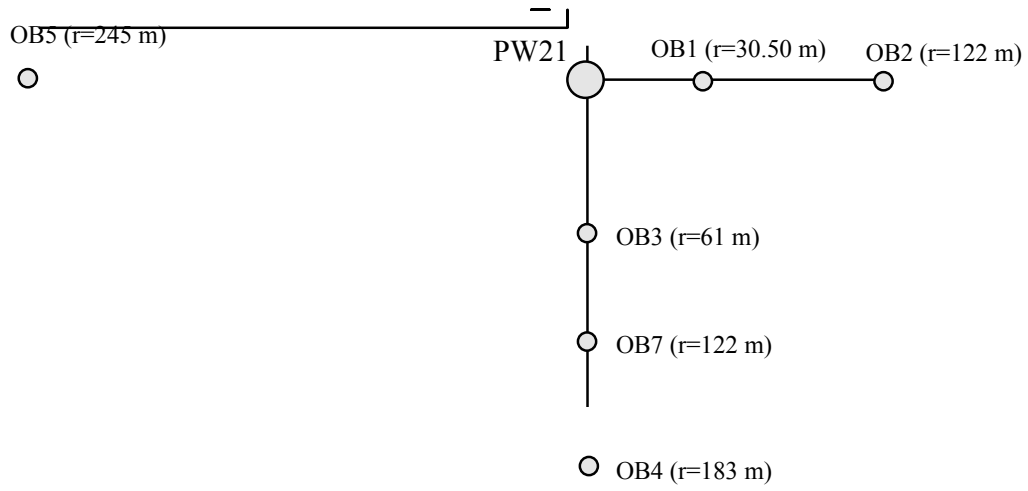 OB5 (r=245 m)
PW21
OB1 (r=30.50 m)
OB2 (r=122 m)
OB3 (r=61 m)
OB7 (r=122 m)
OB4 (r=183 m)